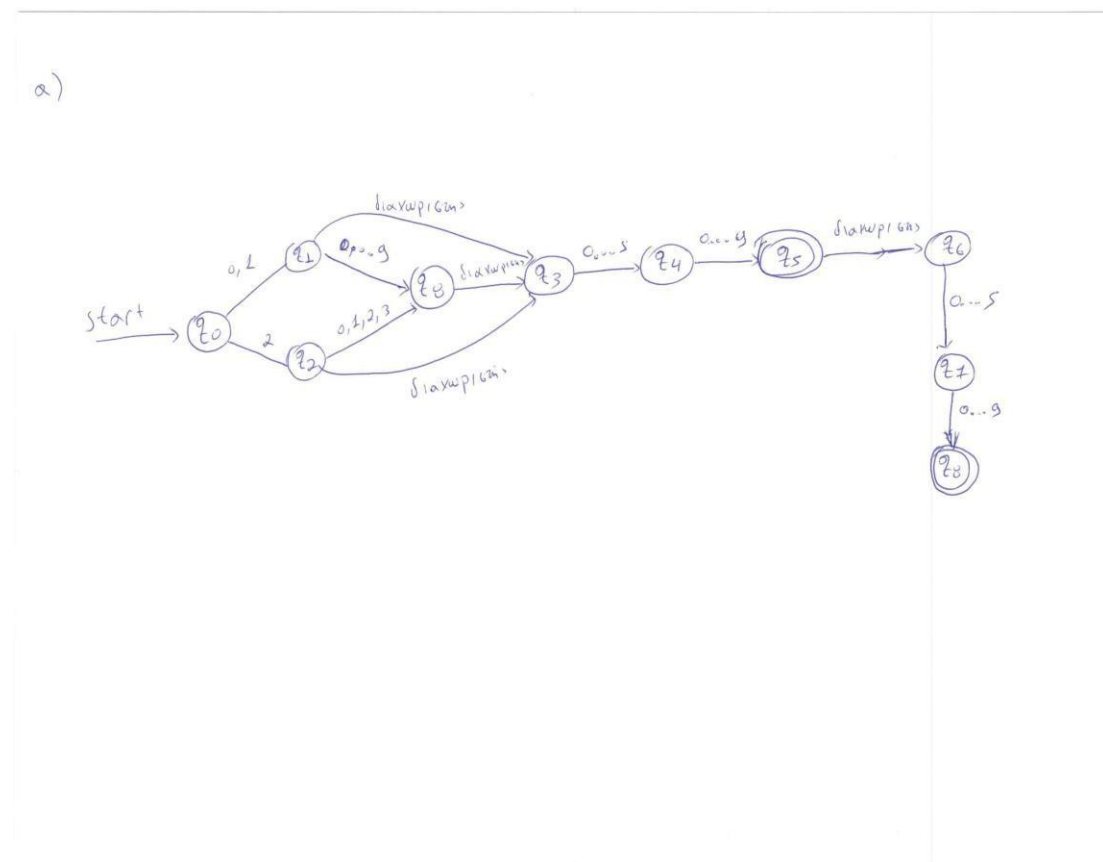 α)
διαχωριστής
0,...9
0,1
q1
q8
διαχωριστής
q3
0,...5
q4
0...9
q5
διαχωριστής
q6
start
q0
2
q2
0,1,2,3
διαχωριστής
0...5
q7
0...9
q8